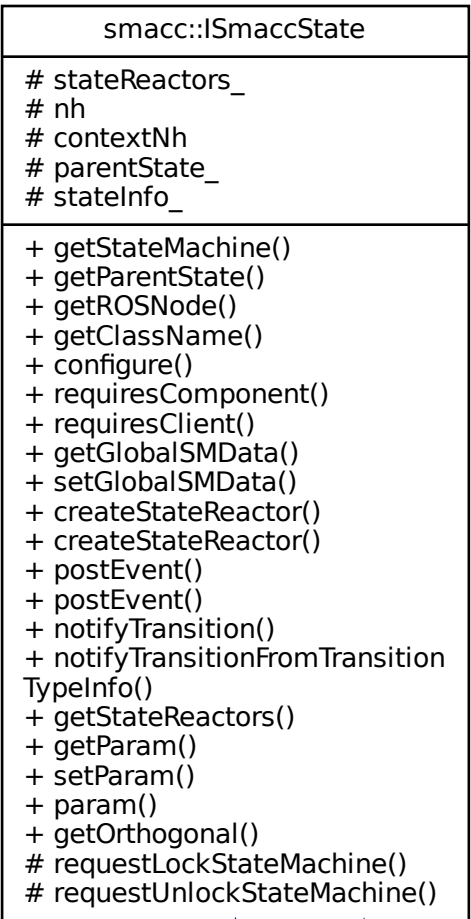 smacc::ISmaccState
# stateReactors_
# nh
# contextNh
# parentState_
# stateInfo_
+ getStateMachine()
+ getParentState()
+ getROSNode()
+ getClassName()
+ configure()
+ requiresComponent()
+ requiresClient()
+ getGlobalSMData()
+ setGlobalSMData()
+ createStateReactor()
+ createStateReactor()
+ postEvent()
+ postEvent()
+ notifyTransition()
+ notifyTransitionFromTransition
TypeInfo()
+ getStateReactors()
+ getParam()
+ setParam()
+ param()
+ getOrthogonal()
# requestLockStateMachine()
# requestUnlockStateMachine()